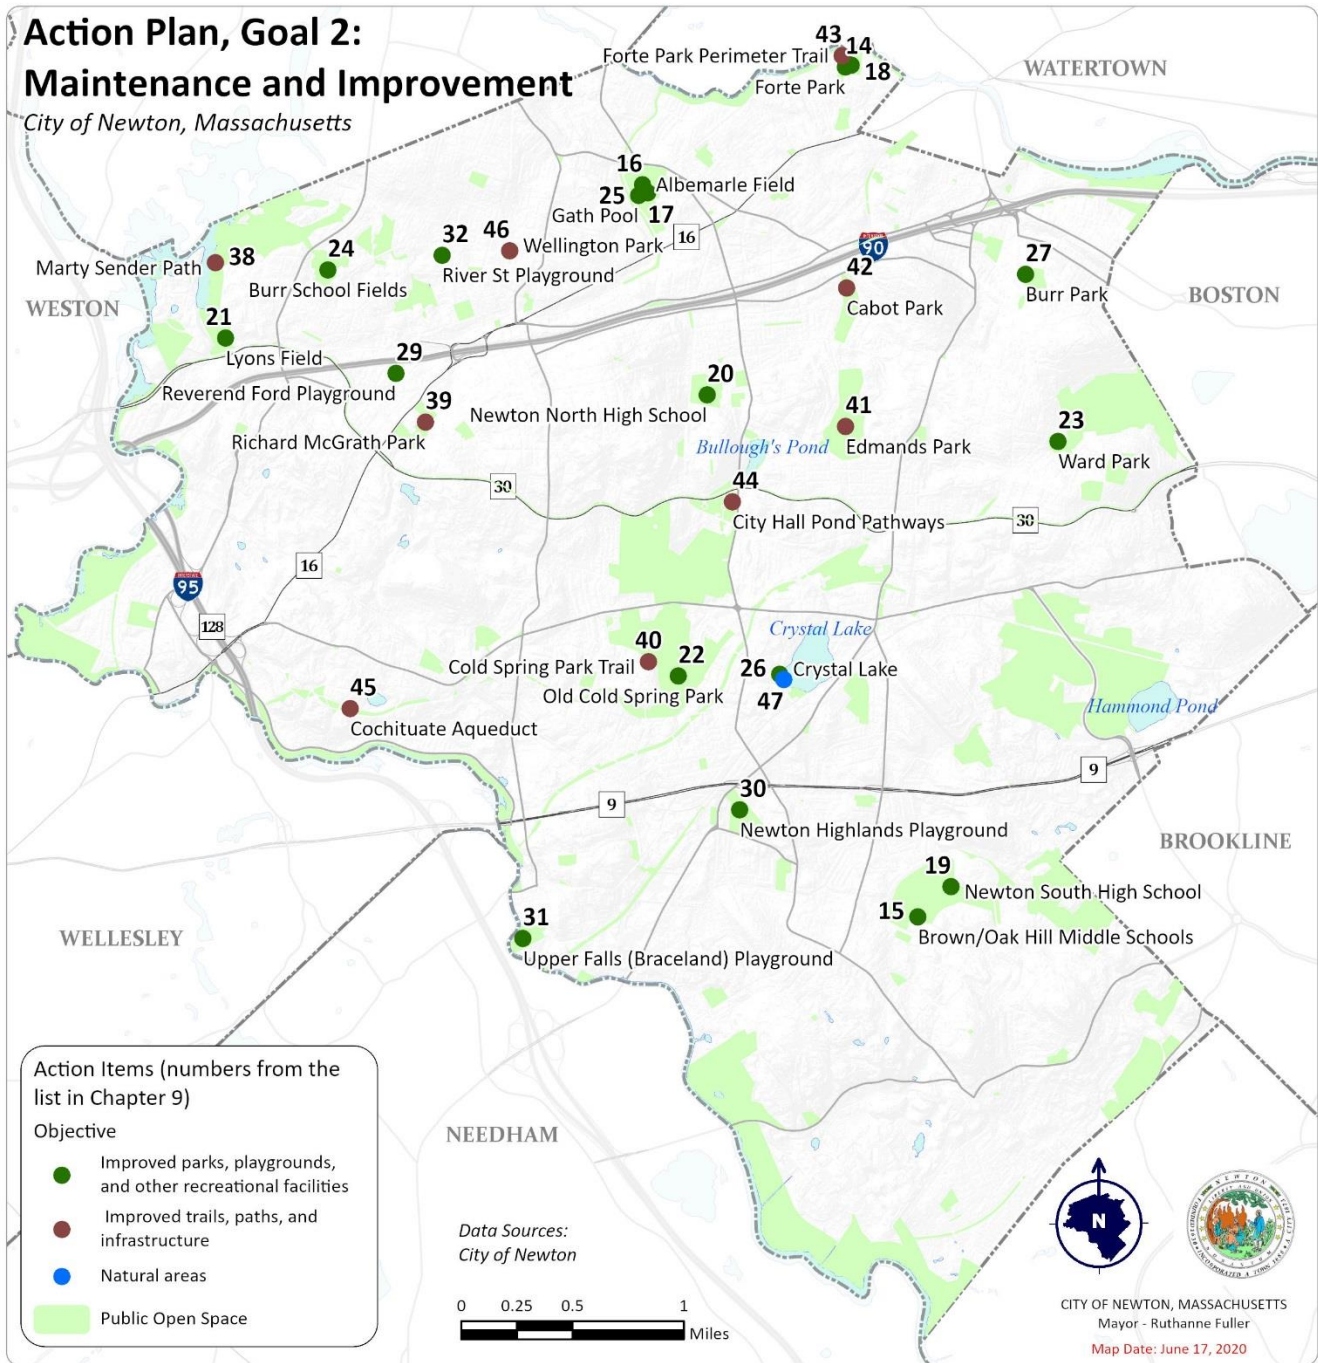 Action Plan, Goal 2:
Maintenance and Improvement
City of Newton, Massachusetts
43
14
Forte Park Perimeter Trail
18
Forte Park
WATERTOWN
16
Albemarle Field
25
Gath Pool
17
16
90
46
Wellington Park
32
River St Playground
24
Burr School Fields
38
Marty Sender Path
WESTON
42
Cabot Park
27
Burr Park
BOSTON
21
Lyons Field
29
Reverend Ford Playground
39
Richard McGrath Park
20
Newton North High School
41
Edmands Park
Bullough's Pond
23
Ward Park
30
44
City Hall Pond Pathways
30
16
95
128
Crystal Lake
40
Cold Spring Park Trail
22
Old Cold Spring Park
26
Crystal Lake
47
45
Cochituate Aqueduct
Hammond Pond
9
9
30
Newton Highlands Playground
BROOKLINE
19
Newton South High School
15
Brown/Oak Hill Middle Schools
WELLESLEY
31
Upper Falls (Braceland) Playground
NEEDHAM
Action Items (numbers from the
list in Chapter 9)
Objective
Improved parks, playgrounds,
and other recreational facilities
Improved trails, paths, and
infrastructure
Natural areas
Public Open Space
Data Sources:
City of Newton
0 0.25 0.5 1
Miles
N
CITY OF NEWTON, MASSACHUSETTS
Mayor - Ruthanne Fuller
Map Date: June 17, 2020